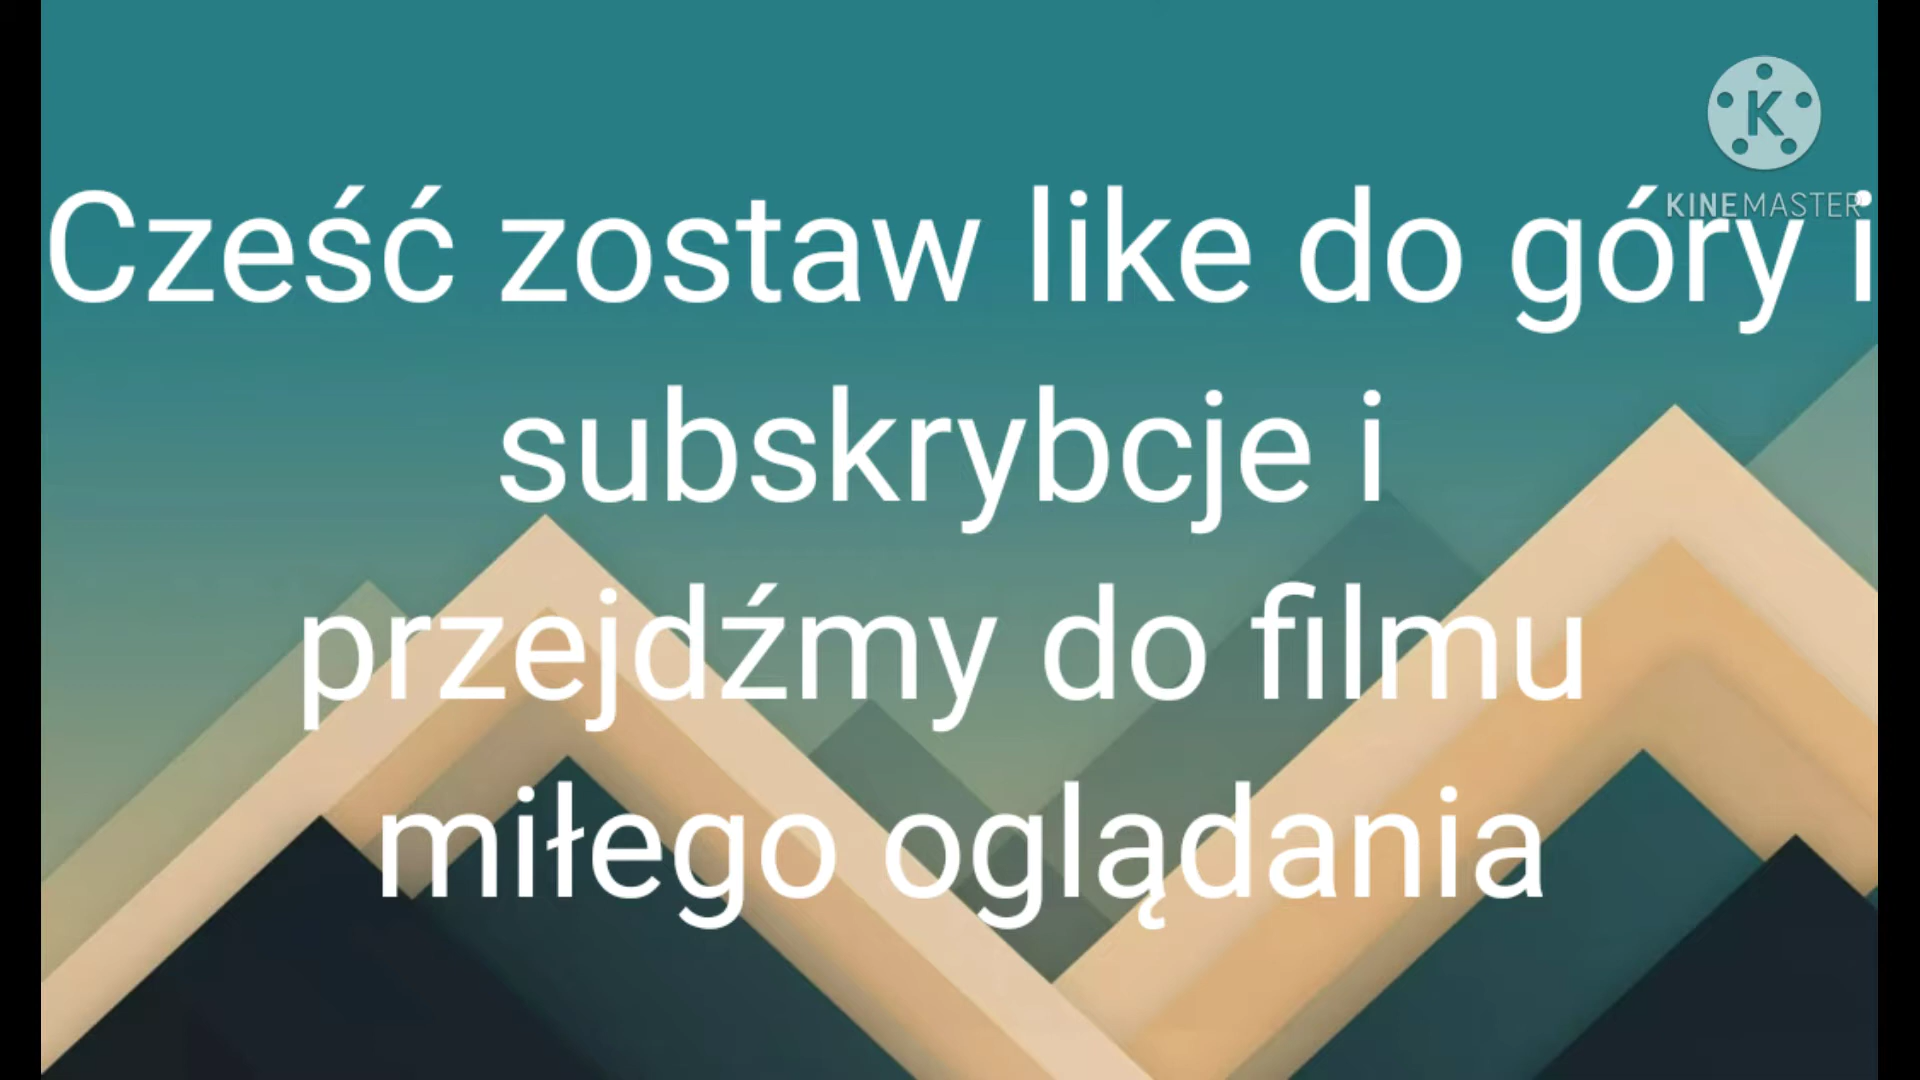 K
KINEMASTER
Cześć zostaw like do góry i
subskrybcje i
przejdźmy do filmu
miłego oglądania